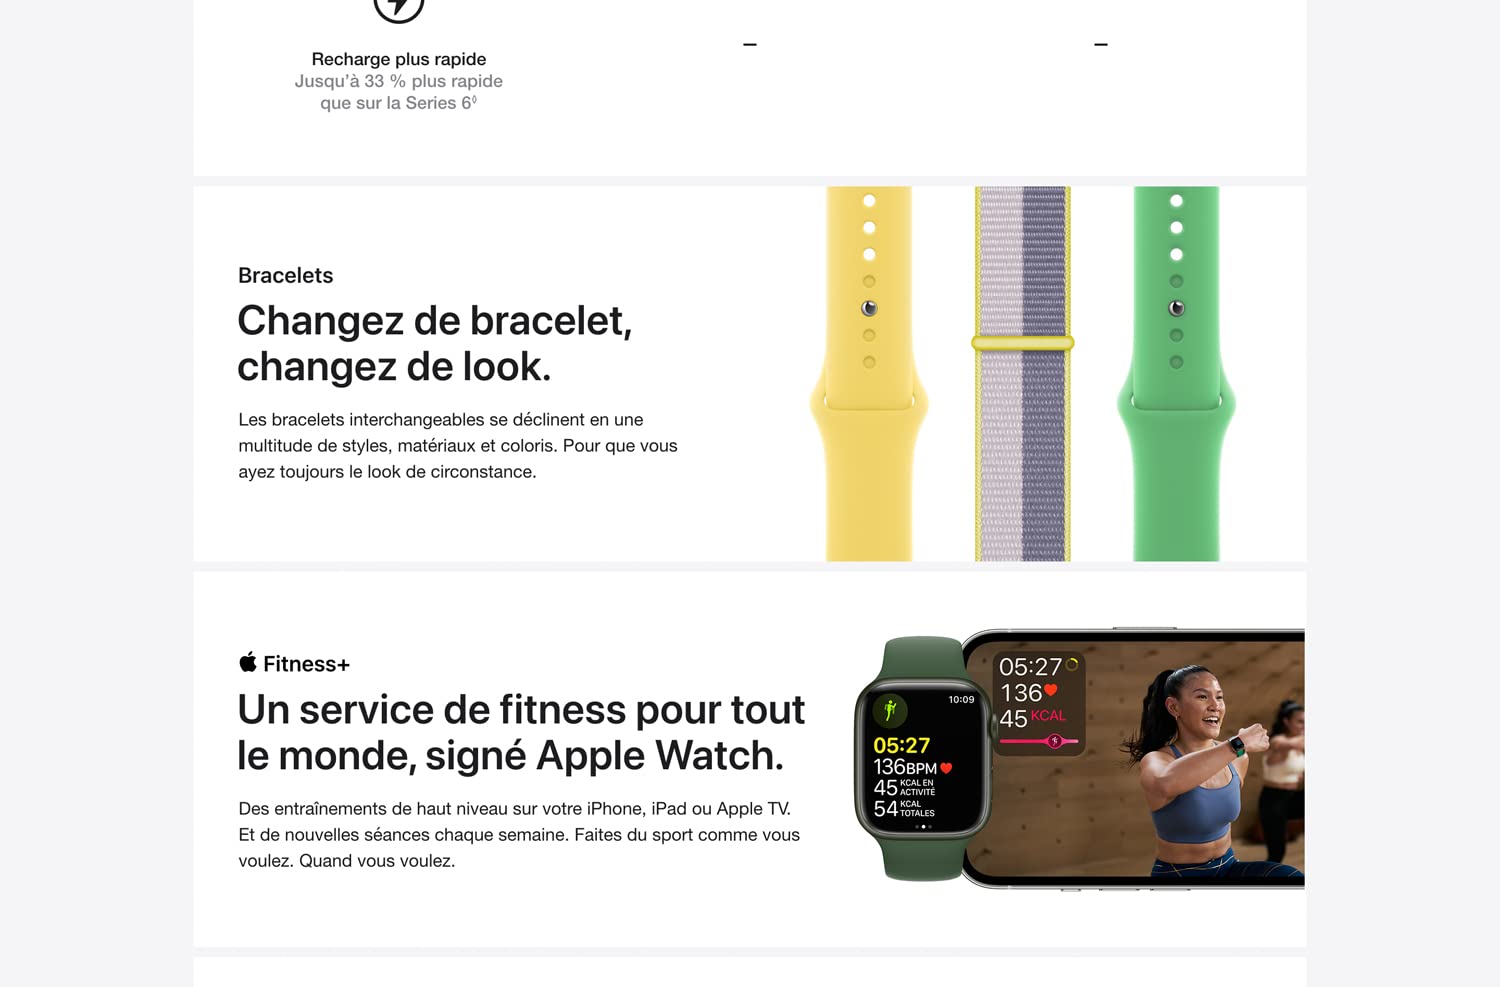 Recharge plus rapide
Jusqu’à 33 % plus rapide
que sur la Series 6◊
–
–
Bracelets
Changez de bracelet,
changez de look.
Les bracelets interchangeables se déclinent en une
multitude de styles, matériaux et coloris. Pour que vous
ayez toujours le look de circonstance.
Fitness+
Un service de fitness pour tout
le monde, signé Apple Watch.
Des entraînements de haut niveau sur votre iPhone, iPad ou Apple TV.
Et de nouvelles séances chaque semaine. Faites du sport comme vous
voulez. Quand vous voulez.
10:09
05:27
136BPM
45 KCAL EN
ACTIVITÉ
54 KCAL
TOTALES
05:27
136
45 KCAL